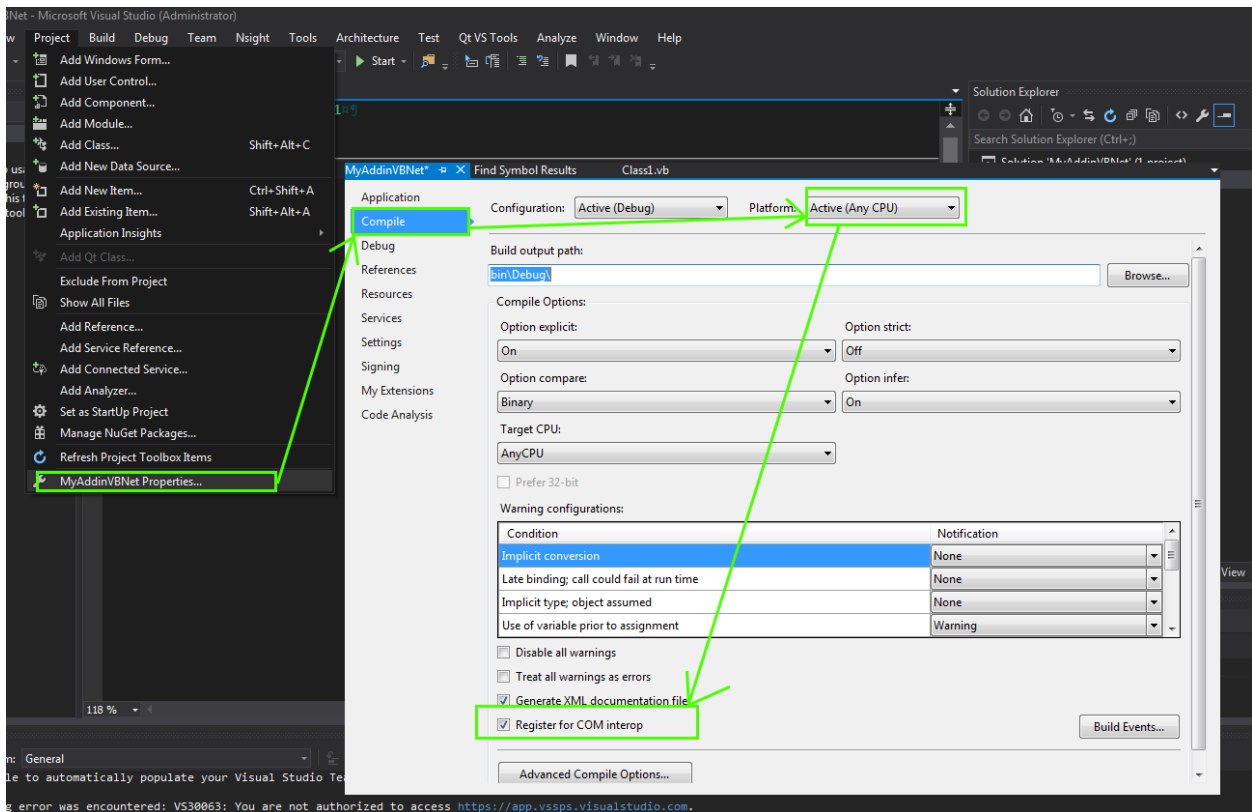 BNet - Microsoft Visual Studio (Administrator)
Project Build Debug Team Nsight Tools Architecture Test Qt VS Tools Analyze Window Help
Start
Add Windows Form...
Add User Control...
Add Component...
Add Module...
Add Class... Shift+Alt+C
Add New Data Source...
Add New Item... Ctrl+Shift+A
Add Existing Item... Shift+Alt+A
Application Insights
Add Qt Class...
Exclude From Project
Show All Files
Add Reference...
Add Service Reference...
Add Connected Service...
Add Analyzer...
Set as StartUp Project
Manage NuGet Packages...
Refresh Project Toolbox Items
MyAddinVBNet Properties...
Solution Explorer
Search Solution Explorer (Ctrl+;)
Solution 'MyAddinVBNet' (1 project)
MyAddinVBNet* Find Symbol Results Class1.vb
Application
Compile
Debug
References
Resources
Services
Settings
Signing
My Extensions
Code Analysis
Configuration: Active (Debug) Platform: Active (Any CPU)
Build output path:
bin\Debug\ Browse...
Compile Options:
Option explicit: Option strict:
On Off
Option compare: Option infer:
Binary On
Target CPU:
AnyCPU
Prefer 32-bit
Warning configurations:
Condition Notification
Implicit conversion None
Late binding; call could fail at run time None
Implicit type; object assumed None
Use of variable prior to assignment Warning
Disable all warnings
Treat all warnings as errors
Generate XML documentation file
Register for COM interop Build Events...
Advanced Compile Options...
View
118 %
General
le to automatically populate your Visual Studio Te
g error was encountered: VS30063: You are not authorized to access https://app.vssps.visualstudio.com.